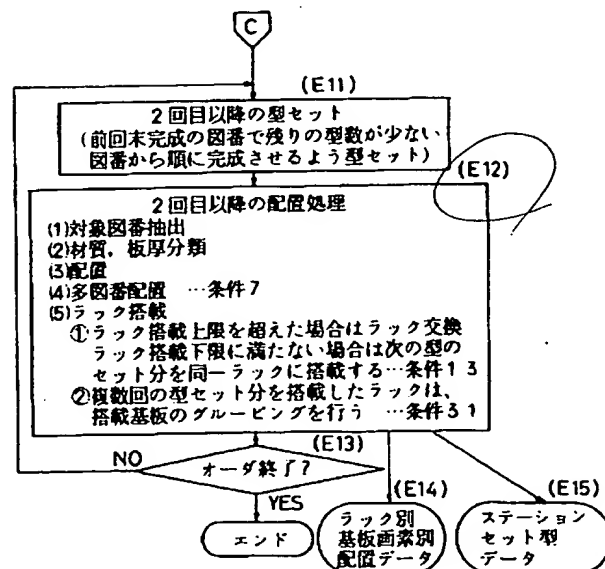 C
(E11)
2回目以降の型セット
(前回末完成の図番で残りの型数が少ない
図番から順に完成させるよう型セット)
(E12)
2回目以降の配置処理
(1)対象図番抽出
(2)材質，板厚分類
(3)配置
(4)多図番配置 …条件7
(5)ラック搭載
①ラック搭載上限を超えた場合はラック交換
ラック搭載下限に満たない場合は次の型の
セット分を同一ラックに搭載する…条件13
②複数回の型セット分を搭載したラックは、
搭載基板のグルーピングを行う …条件31
(E13)
NO
オーダ終了?
YES
エンド
(E14)
ラック別
基板画素別
配置データ
(E15)
ステーション
セット型
データ